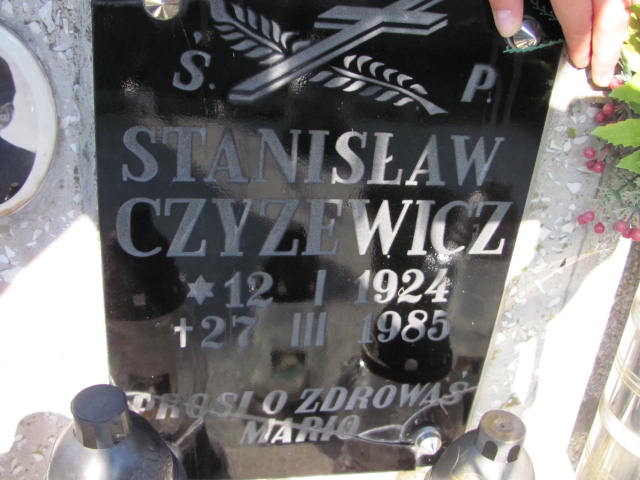 Ś. P.
STANISŁAW
CZYZEWICZ
✶ 12 I 1924
✝ 27 III 1985
PROSI O ZDROWAŚ
MARIO